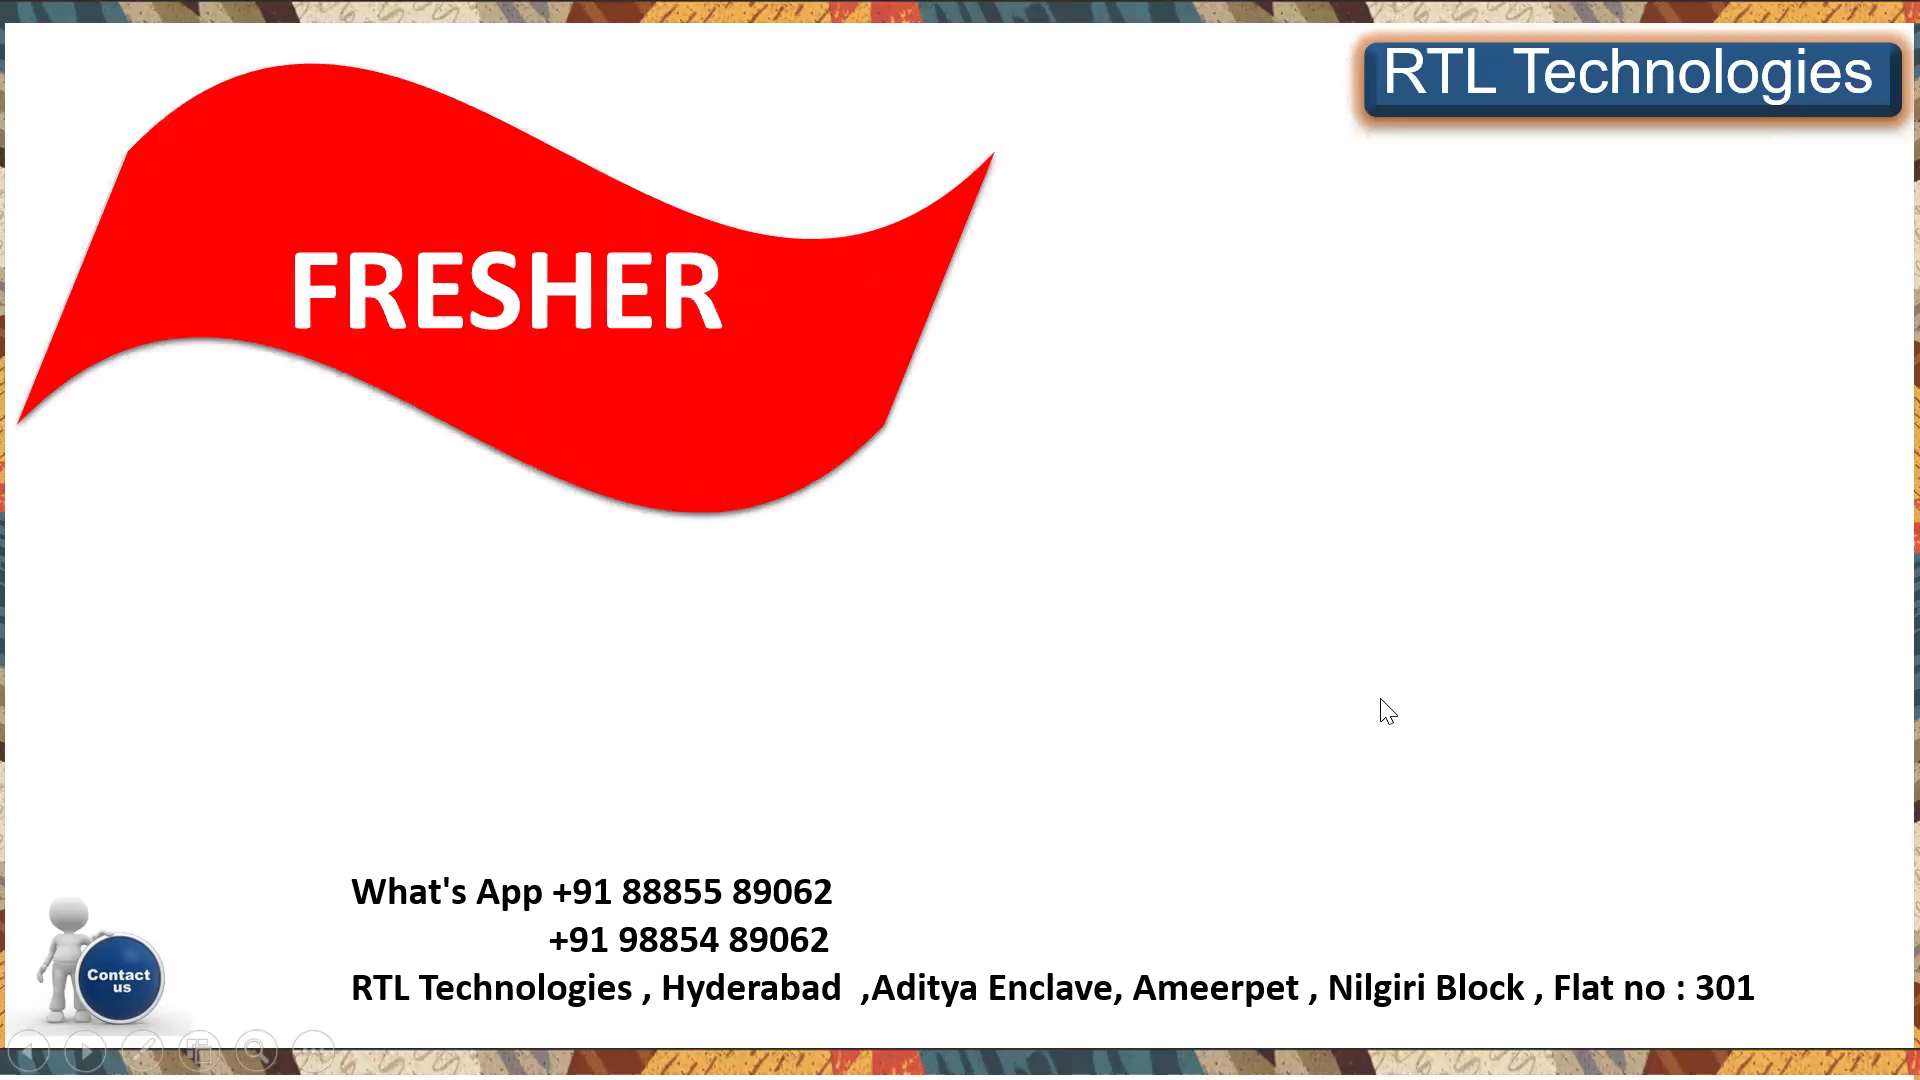 RTL Technologies
FRESHER
What's App +91 88855 89062
+91 98854 89062
RTL Technologies , Hyderabad ,Aditya Enclave, Ameerpet , Nilgiri Block , Flat no : 301
Contact
us